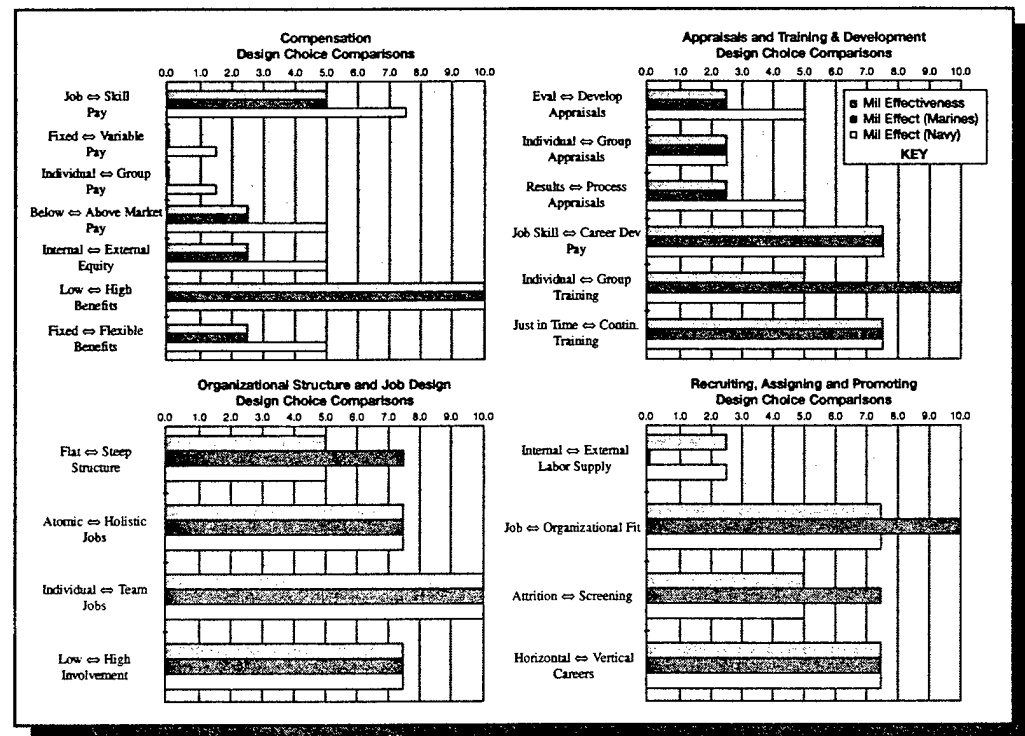 Compensation
Design Choice Comparisons
0.0 1.0 2.0 3.0 4.0 5.0 6.0 7.0 8.0 9.0 10.0
Job ⇔ Skill
Pay
Fixed ⇔ Variable
Pay
Individual ⇔ Group
Pay
Below ⇔ Above Market
Pay
Internal ⇔ External
Equity
Low ⇔ High
Benefits
Fixed ⇔ Flexible
Benefits
Appraisals and Training & Development
Design Choice Comparisons
0.0 1.0 2.0 3.0 4.0 5.0 6.0 7.0 8.0 9.0 10.0
Eval ⇔ Develop
Appraisals
Individual ⇔ Group
Appraisals
Results ⇔ Process
Appraisals
Job Skill ⇔ Career Dev
Pay
Individual ⇔ Group
Training
Just in Time ⇔ Contin.
Training
Mil Effectiveness
Mil Effect (Marines)
Mil Effect (Navy)
KEY
Organizational Structure and Job Design
Design Choice Comparisons
0.0 1.0 2.0 3.0 4.0 5.0 6.0 7.0 8.0 9.0 10.0
Flat ⇔ Steep
Structure
Atomic ⇔ Holistic
Jobs
Individual ⇔ Team
Jobs
Low ⇔ High
Involvement
Recruiting, Assigning and Promoting
Design Choice Comparisons
0.0 1.0 2.0 3.0 4.0 5.0 6.0 7.0 8.0 9.0 10.0
Internal ⇔ External
Labor Supply
Job ⇔ Organizational Fit
Attrition ⇔ Screening
Horizontal ⇔ Vertical
Careers